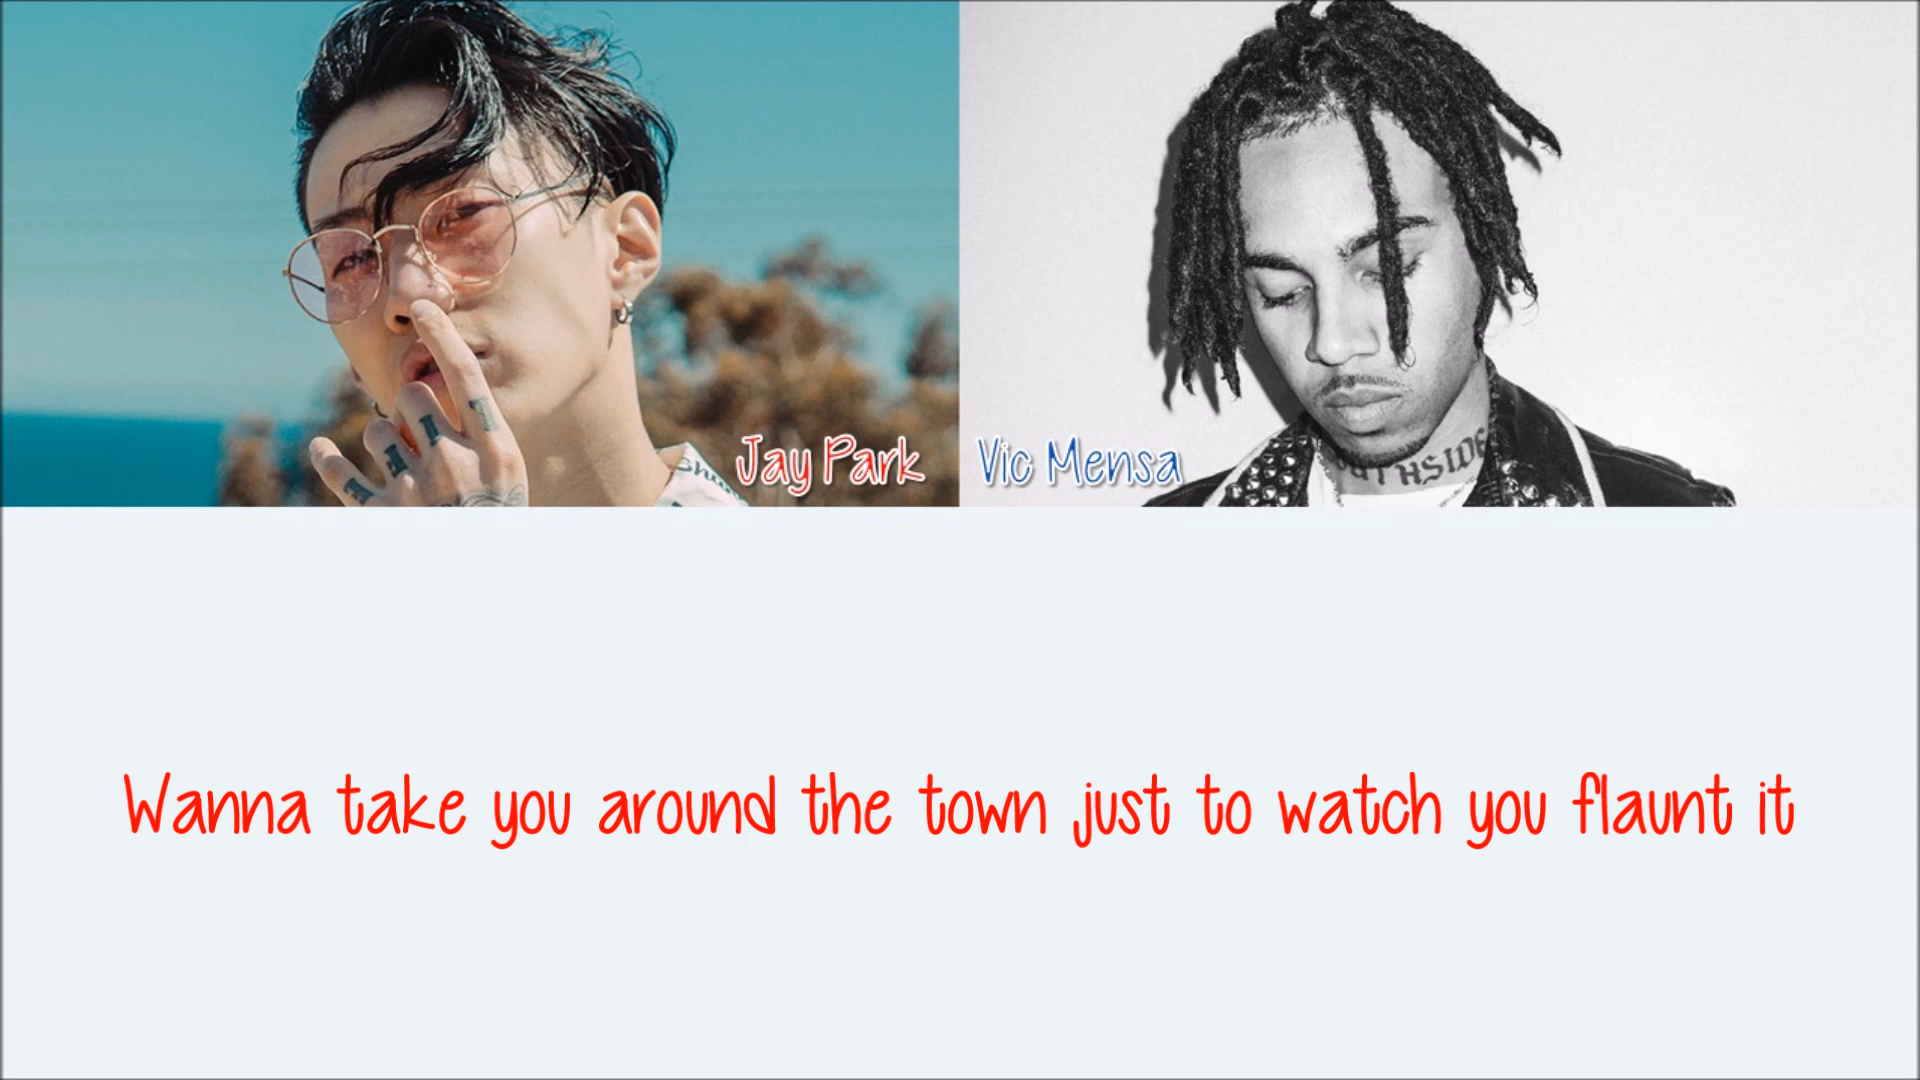 Jay Park
Vic Mensa
Wanna take you around the town just to watch you flaunt it